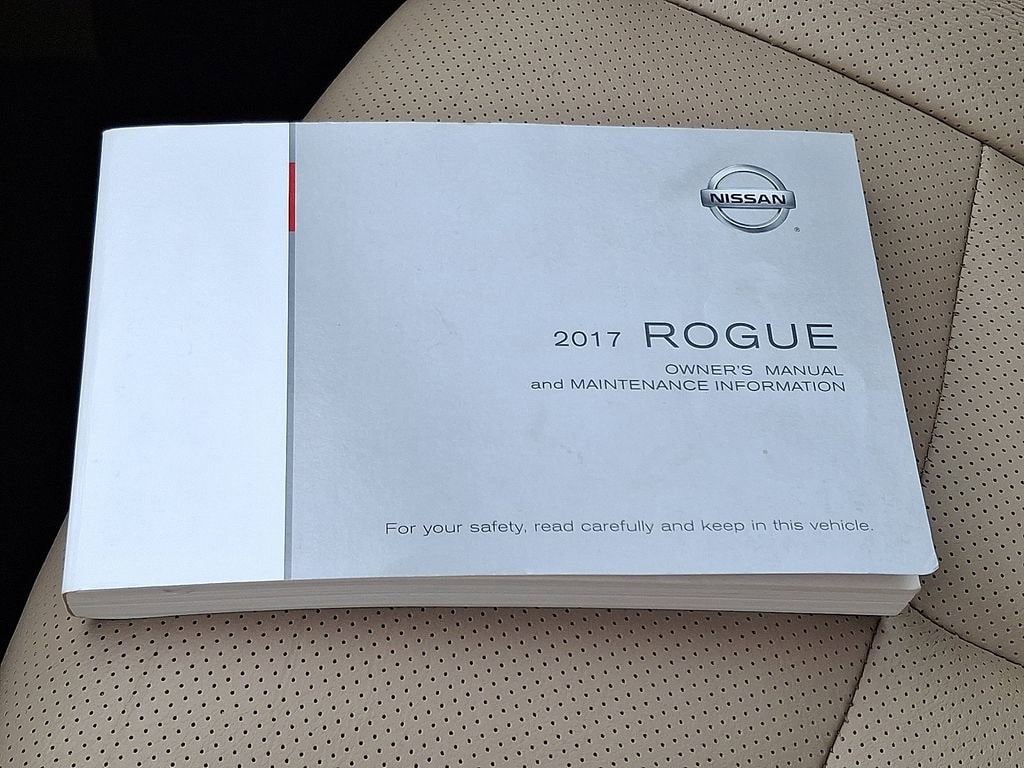 NISSAN
®
2017 ROGUE
OWNER'S MANUAL
and MAINTENANCE INFORMATION
For your safety, read carefully and keep in this vehicle.